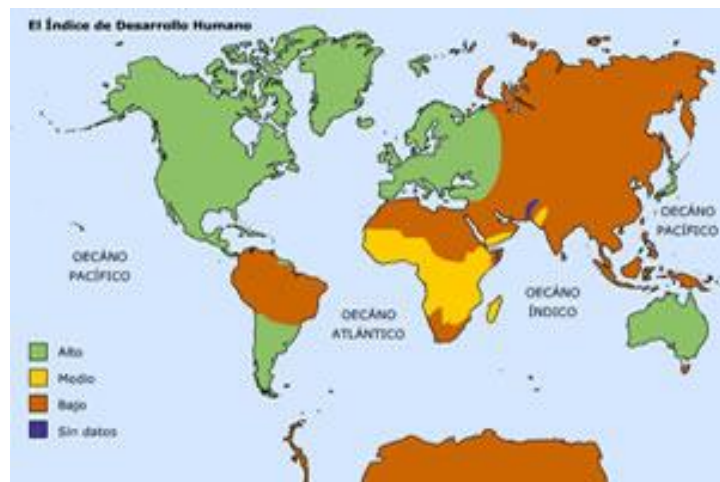 El Índice de Desarrollo Humano
OECÁNO
PACÍFICO
OECÁNO
ATLÁNTICO
OECÁNO
ÍNDICO
OECÁNO
PACÍFICO
Alto
Medio
Bajo
Sin datos